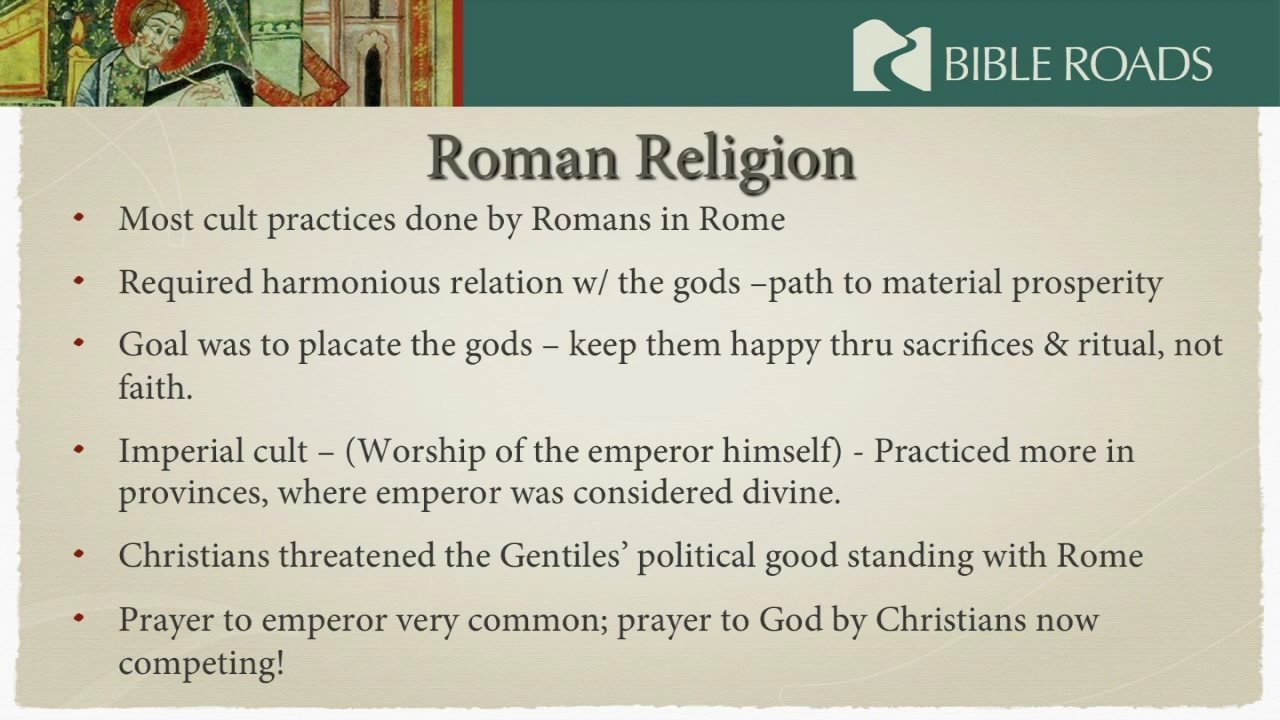 BIBLE ROADS
Roman Religion
• Most cult practices done by Romans in Rome
• Required harmonious relation w/ the gods –path to material prosperity
• Goal was to placate the gods – keep them happy thru sacrifices & ritual, not
faith.
• Imperial cult – (Worship of the emperor himself) - Practiced more in
provinces, where emperor was considered divine.
• Christians threatened the Gentiles’ political good standing with Rome
• Prayer to emperor very common; prayer to God by Christians now
competing!